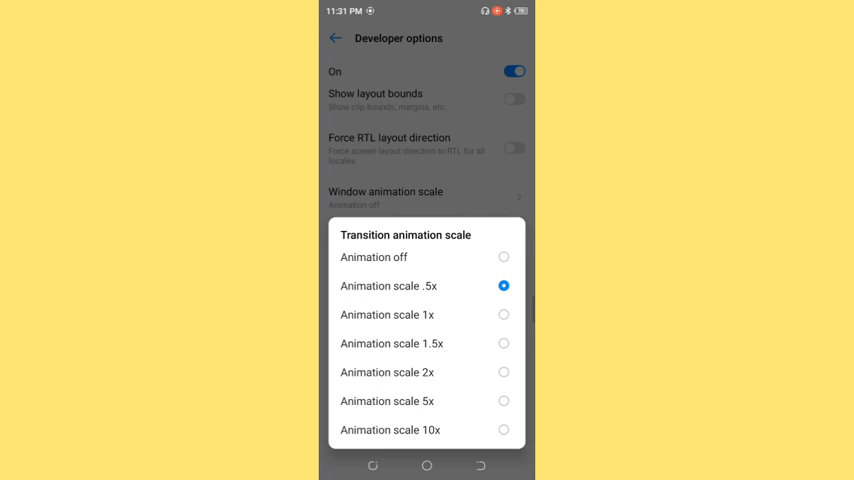 11:31 PM
Developer options
On
Show layout bounds
Show clip bounds, margins, etc.
Force RTL layout direction
Force screen layout direction to RTL for all
locales
Window animation scale
Animation off
Transition animation scale
Animation off
Animation scale .5x
Animation scale 1x
Animation scale 1.5x
Animation scale 2x
Animation scale 5x
Animation scale 10x